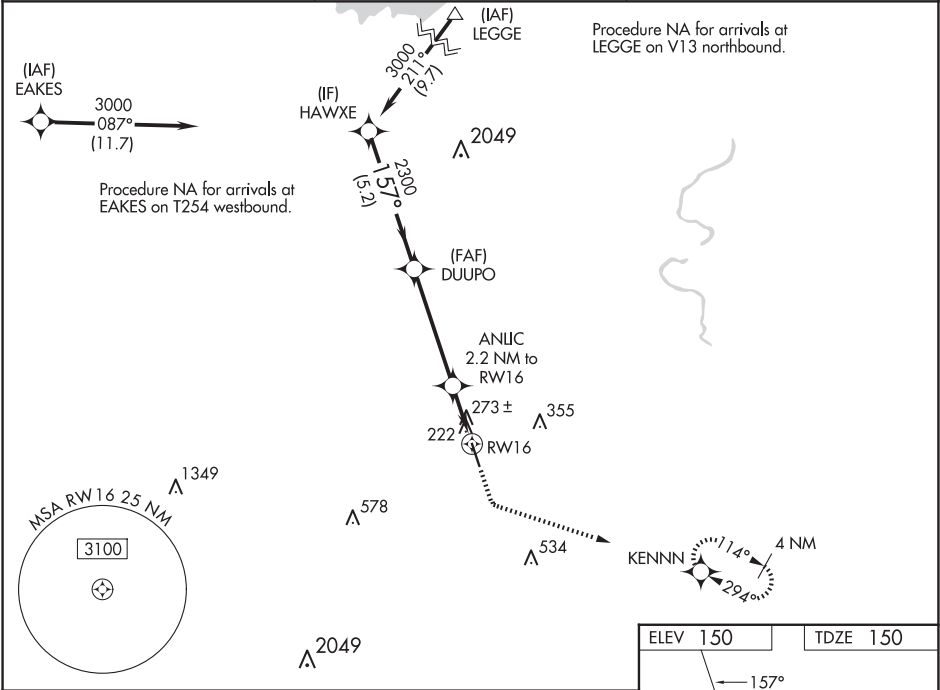 (IAF)
LEGGE
Procedure NA for arrivals at
LEGGE on V13 northbound.
3000
211°
(9.7)
(IAF)
EAKES
3000
087°
(11.7)
(IF)
HAWXE
2049
Procedure NA for arrivals at
EAKES on T254 westbound.
2300
157°
(5.2)
(FAF)
DUUPO
ANLIC
2.2 NM to
RW16
273 ±
355
222
RW16
1349
MSA RW16 25 NM
3100
578
534
KENNN
114°
4 NM
294°
2049
ELEV 150
TDZE 150
157°